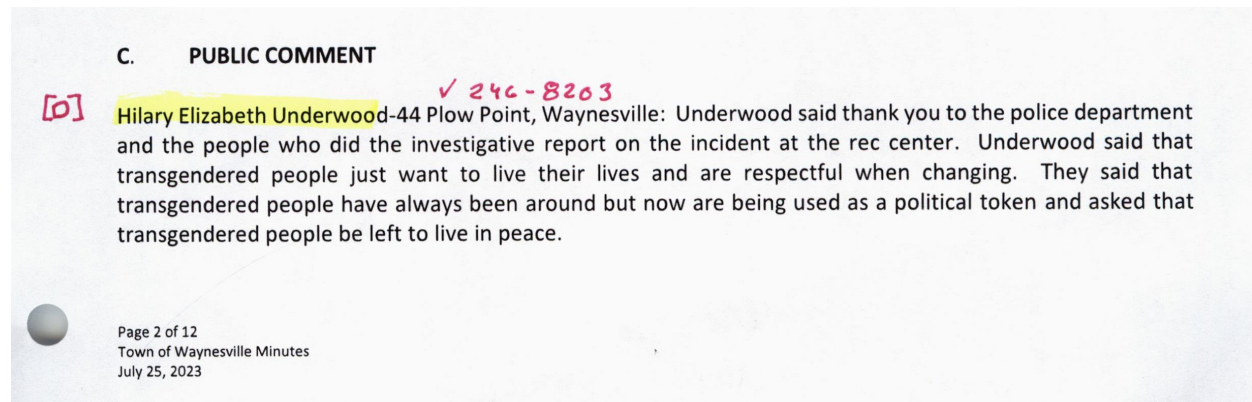 C. PUBLIC COMMENT
✓ 246-8203
[O] Hilary Elizabeth Underwood-44 Plow Point, Waynesville: Underwood said thank you to the police department
and the people who did the investigative report on the incident at the rec center. Underwood said that
transgendered people just want to live their lives and are respectful when changing. They said that
transgendered people have always been around but now are being used as a political token and asked that
transgendered people be left to live in peace.
Page 2 of 12
Town of Waynesville Minutes
July 25, 2023